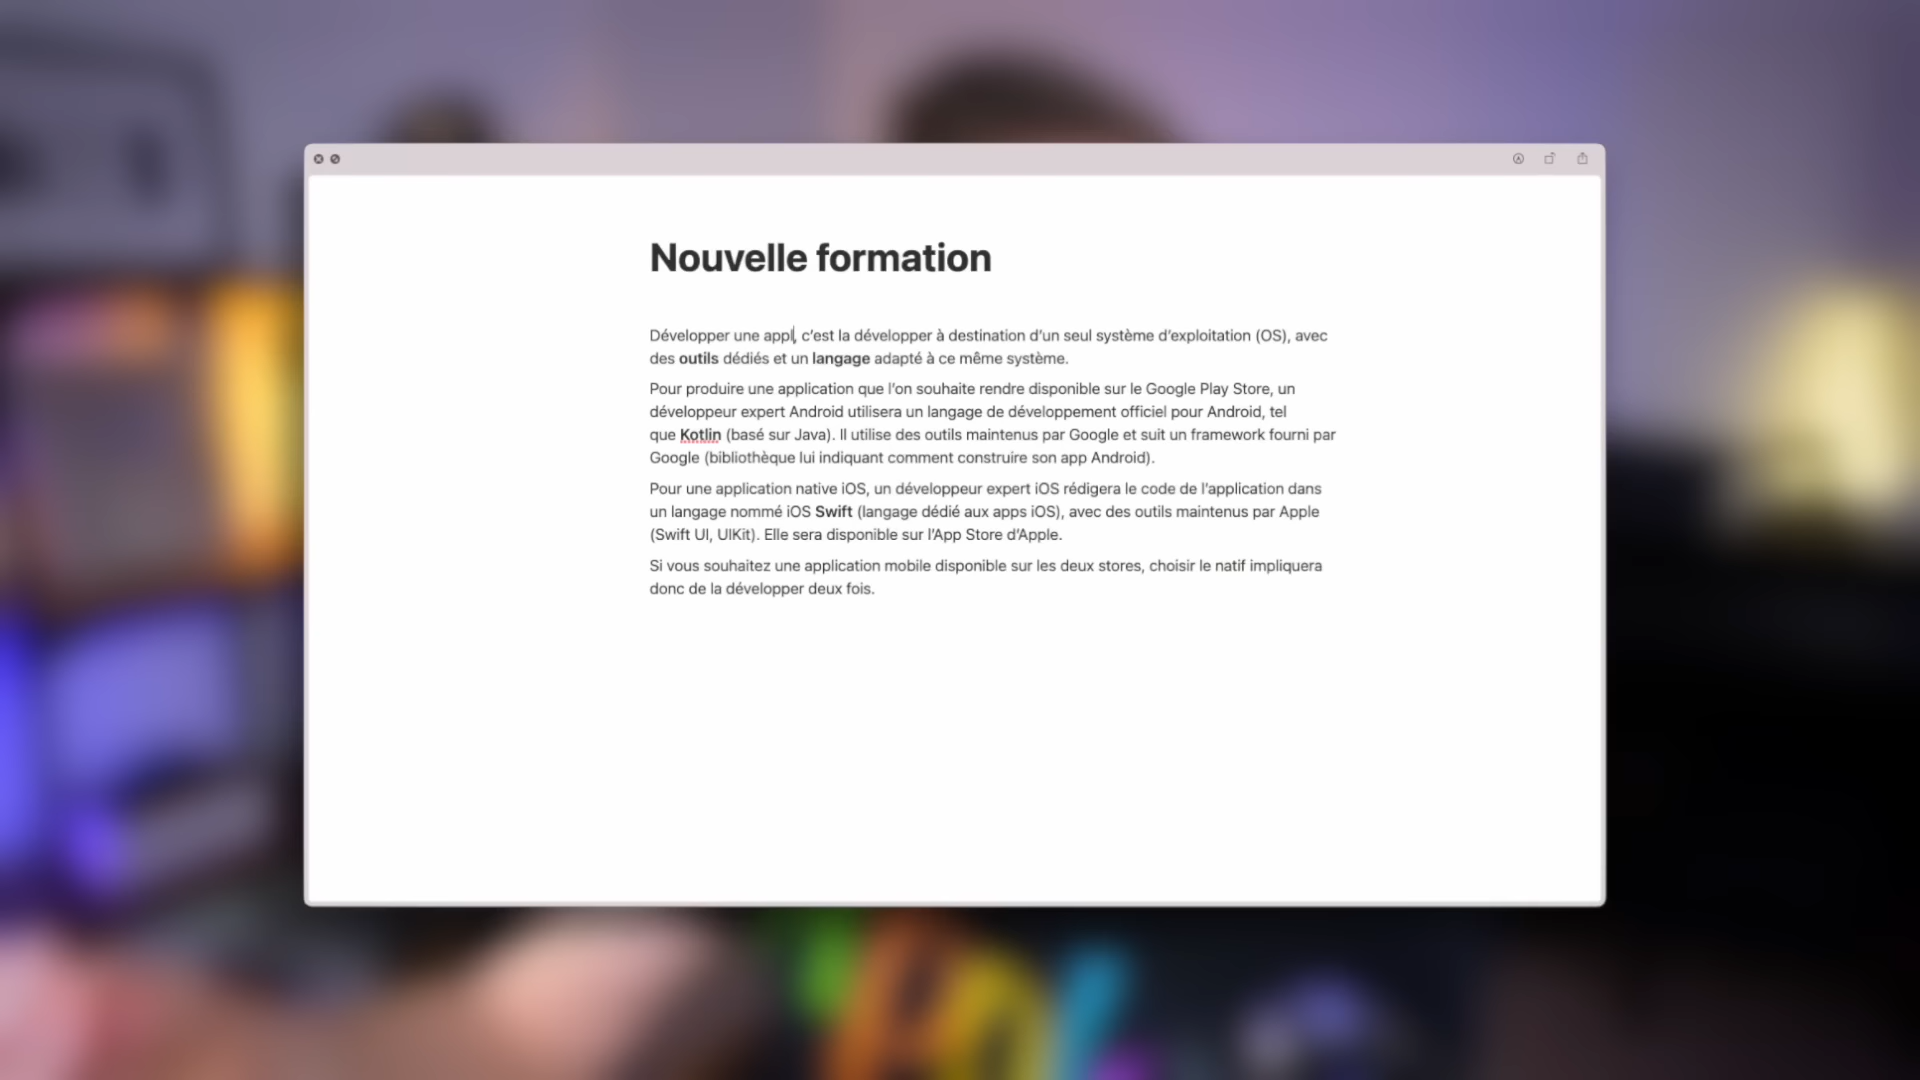 Nouvelle formation
Développer une appl, c’est la développer à destination d’un seul système d’exploitation (OS), avec
des outils dédiés et un langage adapté à ce même système.
Pour produire une application que l’on souhaite rendre disponible sur le Google Play Store, un
développeur expert Android utilisera un langage de développement officiel pour Android, tel
que Kotlin (basé sur Java). Il utilise des outils maintenus par Google et suit un framework fourni par
Google (bibliothèque lui indiquant comment construire son app Android).
Pour une application native iOS, un développeur expert iOS rédigera le code de l’application dans
un langage nommé iOS Swift (langage dédié aux apps iOS), avec des outils maintenus par Apple
(Swift UI, UIKit). Elle sera disponible sur l’App Store d’Apple.
Si vous souhaitez une application mobile disponible sur les deux stores, choisir le natif impliquera
donc de la développer deux fois.